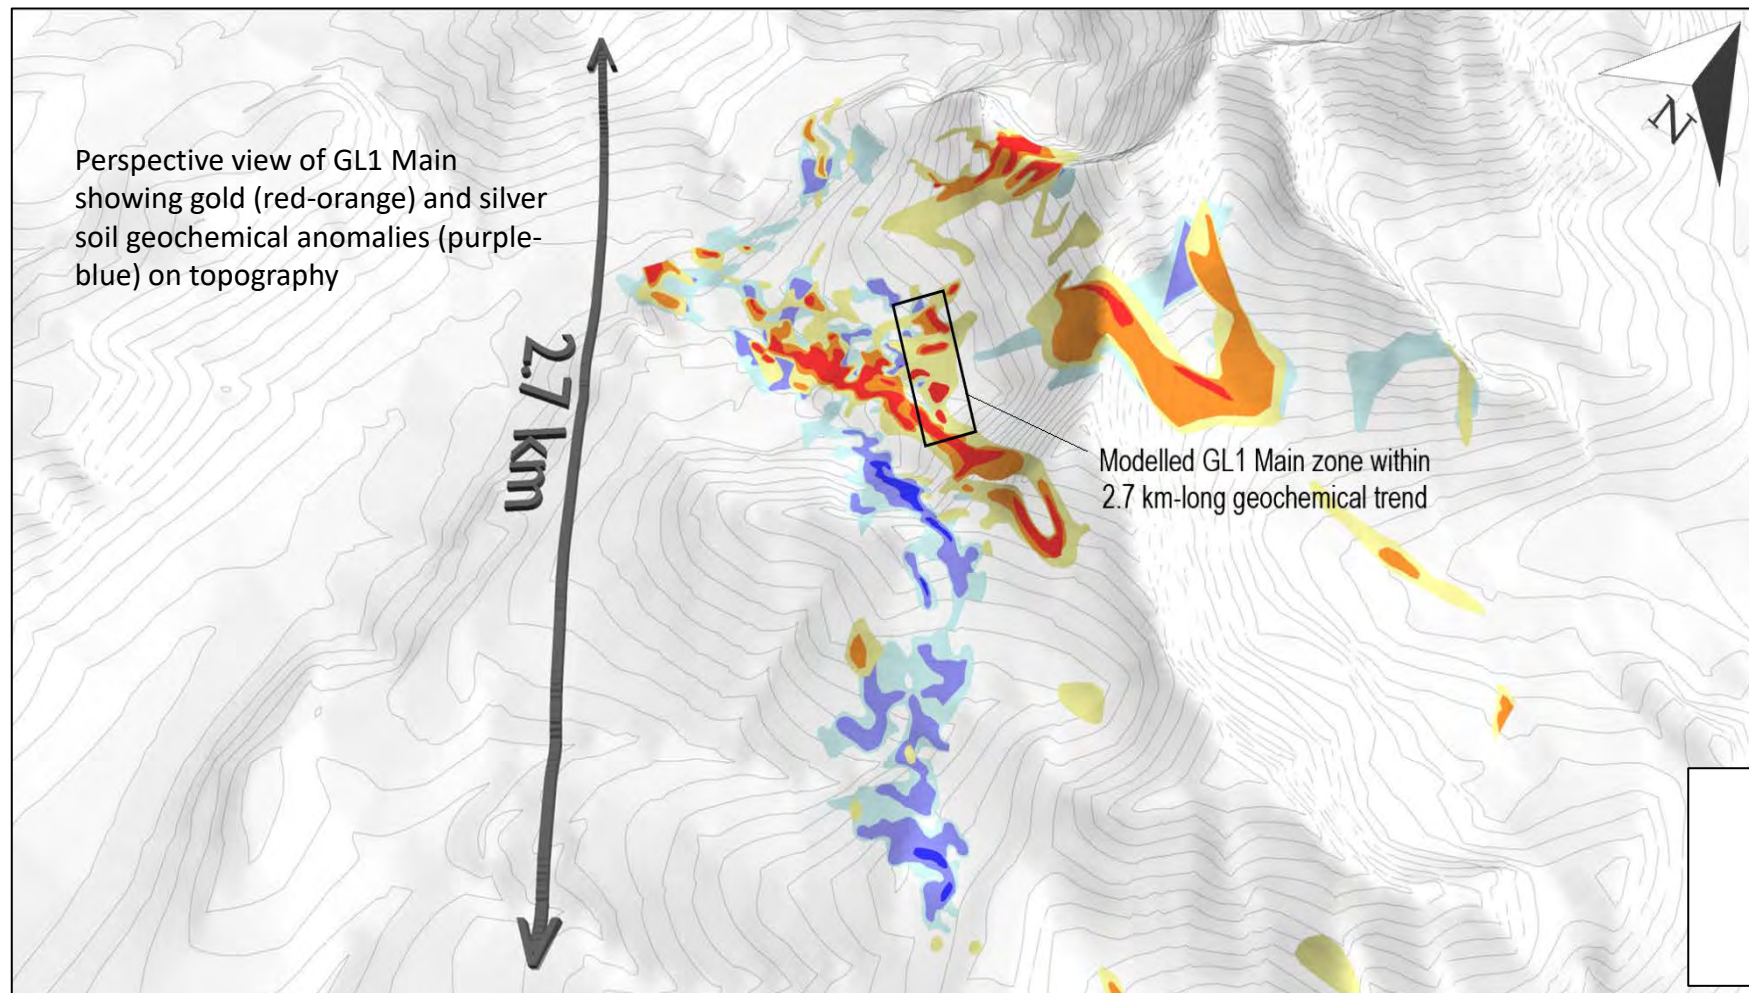 Perspective view of GL1 Main
showing gold (red-orange) and silver
soil geochemical anomalies (purple-
blue) on topography
N
2.7 km
Modelled GL1 Main zone within
2.7 km-long geochemical trend